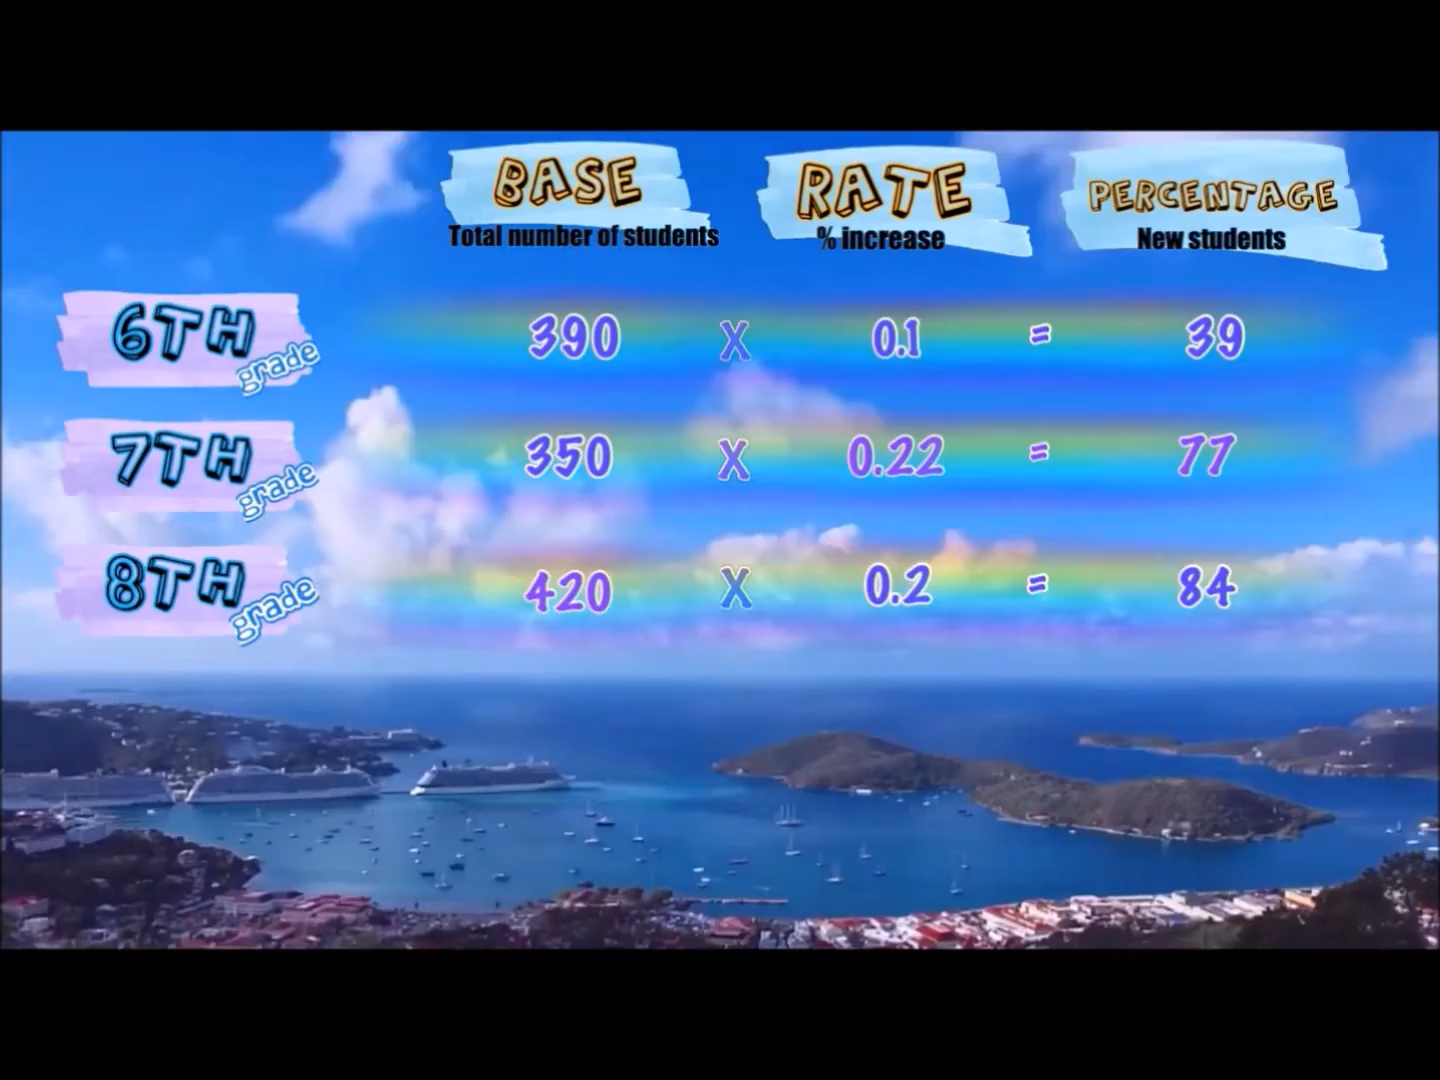 BASE RATE PERCENTAGE
Total number of students % increase New students
6TH grade 390 X 0.1 = 39
7TH grade 350 X 0.22 = 77
8TH grade 420 X 0.2 = 84